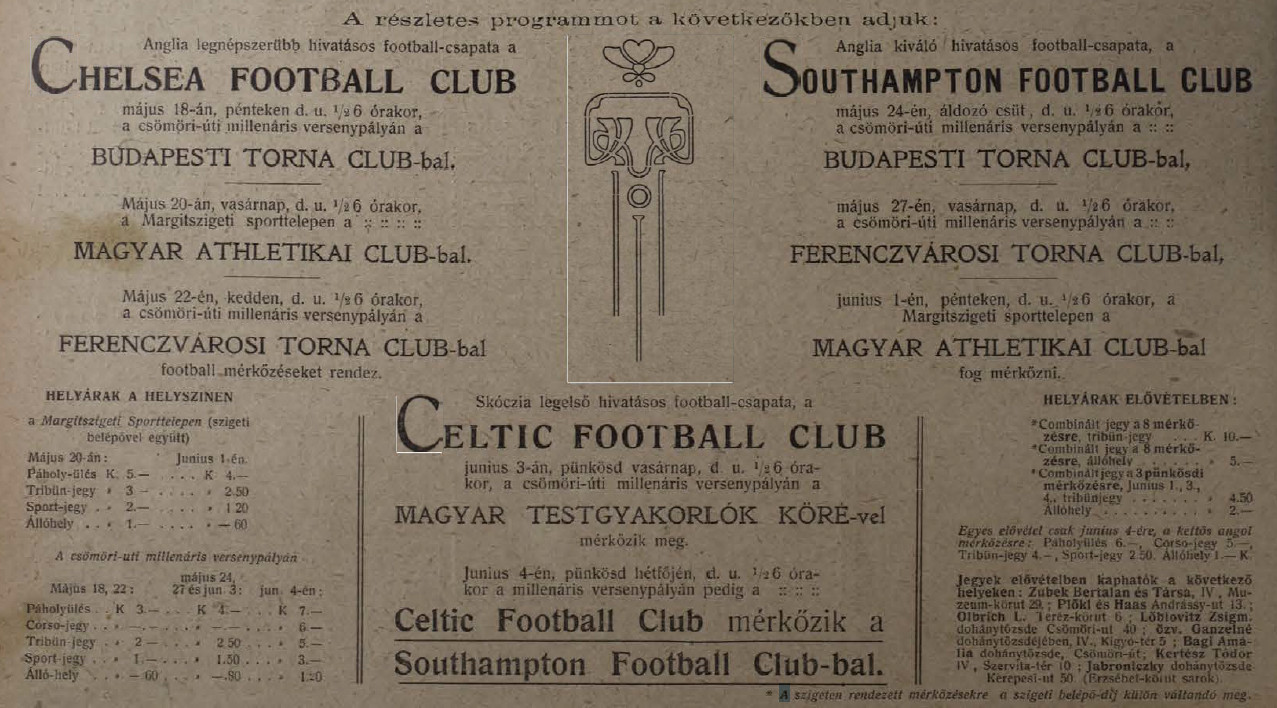 A részletes programmot a következőkben adjuk:
Anglia legnépszerűbb hivatásos football-csapata a
CHELSEA FOOTBALL CLUB
május 18-án, pénteken d. u. 1/2 6 órakor,
a csömöri-úti millenáris versenypályán a
BUDAPESTI TORNA CLUB-bal,
Május 20-án, vasárnap, d. u. 1/2 6 órakor,
a Margitszigeti sporttelepen a :: :: :: ::
MAGYAR ATHLETIKAI CLUB-bal.
Május 22-én, kedden, d. u. 1/2 6 órakor,
a csömöri-úti millenáris versenypályán a
FERENCZVÁROSI TORNA CLUB-bal
football mérkőzéseket rendez.
Anglia kiváló hivatásos football-csapata, a
SOUTHAMPTON FOOTBALL CLUB
május 24-én, áldozó csüt, d. u. 1/2 6 órakor,
a csömöri-úti millenáris versenypályán a :: ::
BUDAPESTI TORNA CLUB-bal,
május 27-én, vasárnap, d. u. 1/2 6 órakor,
a csömöri-úti millenáris versenypályán a :: ::
FERENCZVÁROSI TORNA CLUB-bal,
junius 1-én, pénteken, d. u. 1/2 6 órakor, a
Margitszigeti sporttelepen a
MAGYAR ATHLETIKAI CLUB-bal
fog mérkőzni.
HELYÁRAK A HELYSZINEN
a Margitszigeti Sporttelepen (szigeti
belépővel együtt)
Május 20-án: Junius 1-én.
Páholy-ülés K 5.— . . . K 4.—
Tribün-jegy » 3 — . . . . » 2.50
Sport-jegy . » 2.— . . . . » 1 20
Állóhely . . » 1.— . . . . » — 60
A csömöri-uti millenáris versenypályán
május 24,
Május 18, 22: 27 és jun. 3: jun. 4-én:
Páholyülés . . K 3.— . . . K 4.— . . . K 7.—
Corso-jegy . . » —.— . . . . » —.— . . . . » 6.—
Tribün-jegy . » 2 — . . . . » 2 50 . . . . » 5.—
Sport-jegy . . » 1.— . . . » 1.50 . . . . » 3.—
Álló-hely . . » — 60 . . . » —.80 . . . . » 1 20
Skóczia legelső hivatásos football-csapata, a
CELTIC FOOTBALL CLUB
junius 3-án, pünkösd vasárnap, d. u. 1/2 6 óra-
kor, a csömöri-úti millenáris versenypályán a
MAGYAR TESTGYAKORLÓK KÖRÉ-vel
mérkőzik meg.
Junius 4-én, pünkösd hétfőjén, d. u. 1/2 6 óra-
kor a millenáris versenypályán pedig a :: :: ::
Celtic Football Club mérkőzik a
Southampton Football Club-bal.
HELYÁRAK ELŐVÉTELBEN:
*Combinált jegy a 8 mérkő-
zésre, tribün-jegy . . . K. 10.—
*Combinált jegy a 8 mérkő-
zésre, állóhely . . . . . » 5.—
*Combinált jegy a 3 pünkösdi
mérkőzésre, Junius 1., 3.,
4., tribünjegy . . . . . . . » 4.50
Állóhely . . . . . . . . . . » 2.—
Egyes elővétel csak junius 4-ére, a kettős angol
mérkőzésre: Páholyülés 6.—, Corso-jegy 5.—,
Tribün-jegy 4.—, Sport-jegy 2 50. Állóhely 1.— K
Jegyek elővételben kaphatók a következő
helyeken: Zubek Bertalan és Társa, IV, Mu-
zeum-körut 29.; Plökl és Haas Andrássy-ut 13.;
Olbrich L. Teréz-körut 6; Löblovitz Zsigm.
dohánytőzsde Csömöri-ut 40; özv. Ganzelné
dohánytőzsdéjében, IV., Kigyo-tér 5; Bagi Ama-
lia dohánytőzsde, Csömöri-út; Kertész Tódor
IV, Szervita-tér 10; Jabroniczky dohánytőzsde
Kerepesi-ut 50 (Erzsébet-körut sarok).
* A szigeten rendezett mérkőzésekre a szigeti belépő-díj külön váltandó meg.